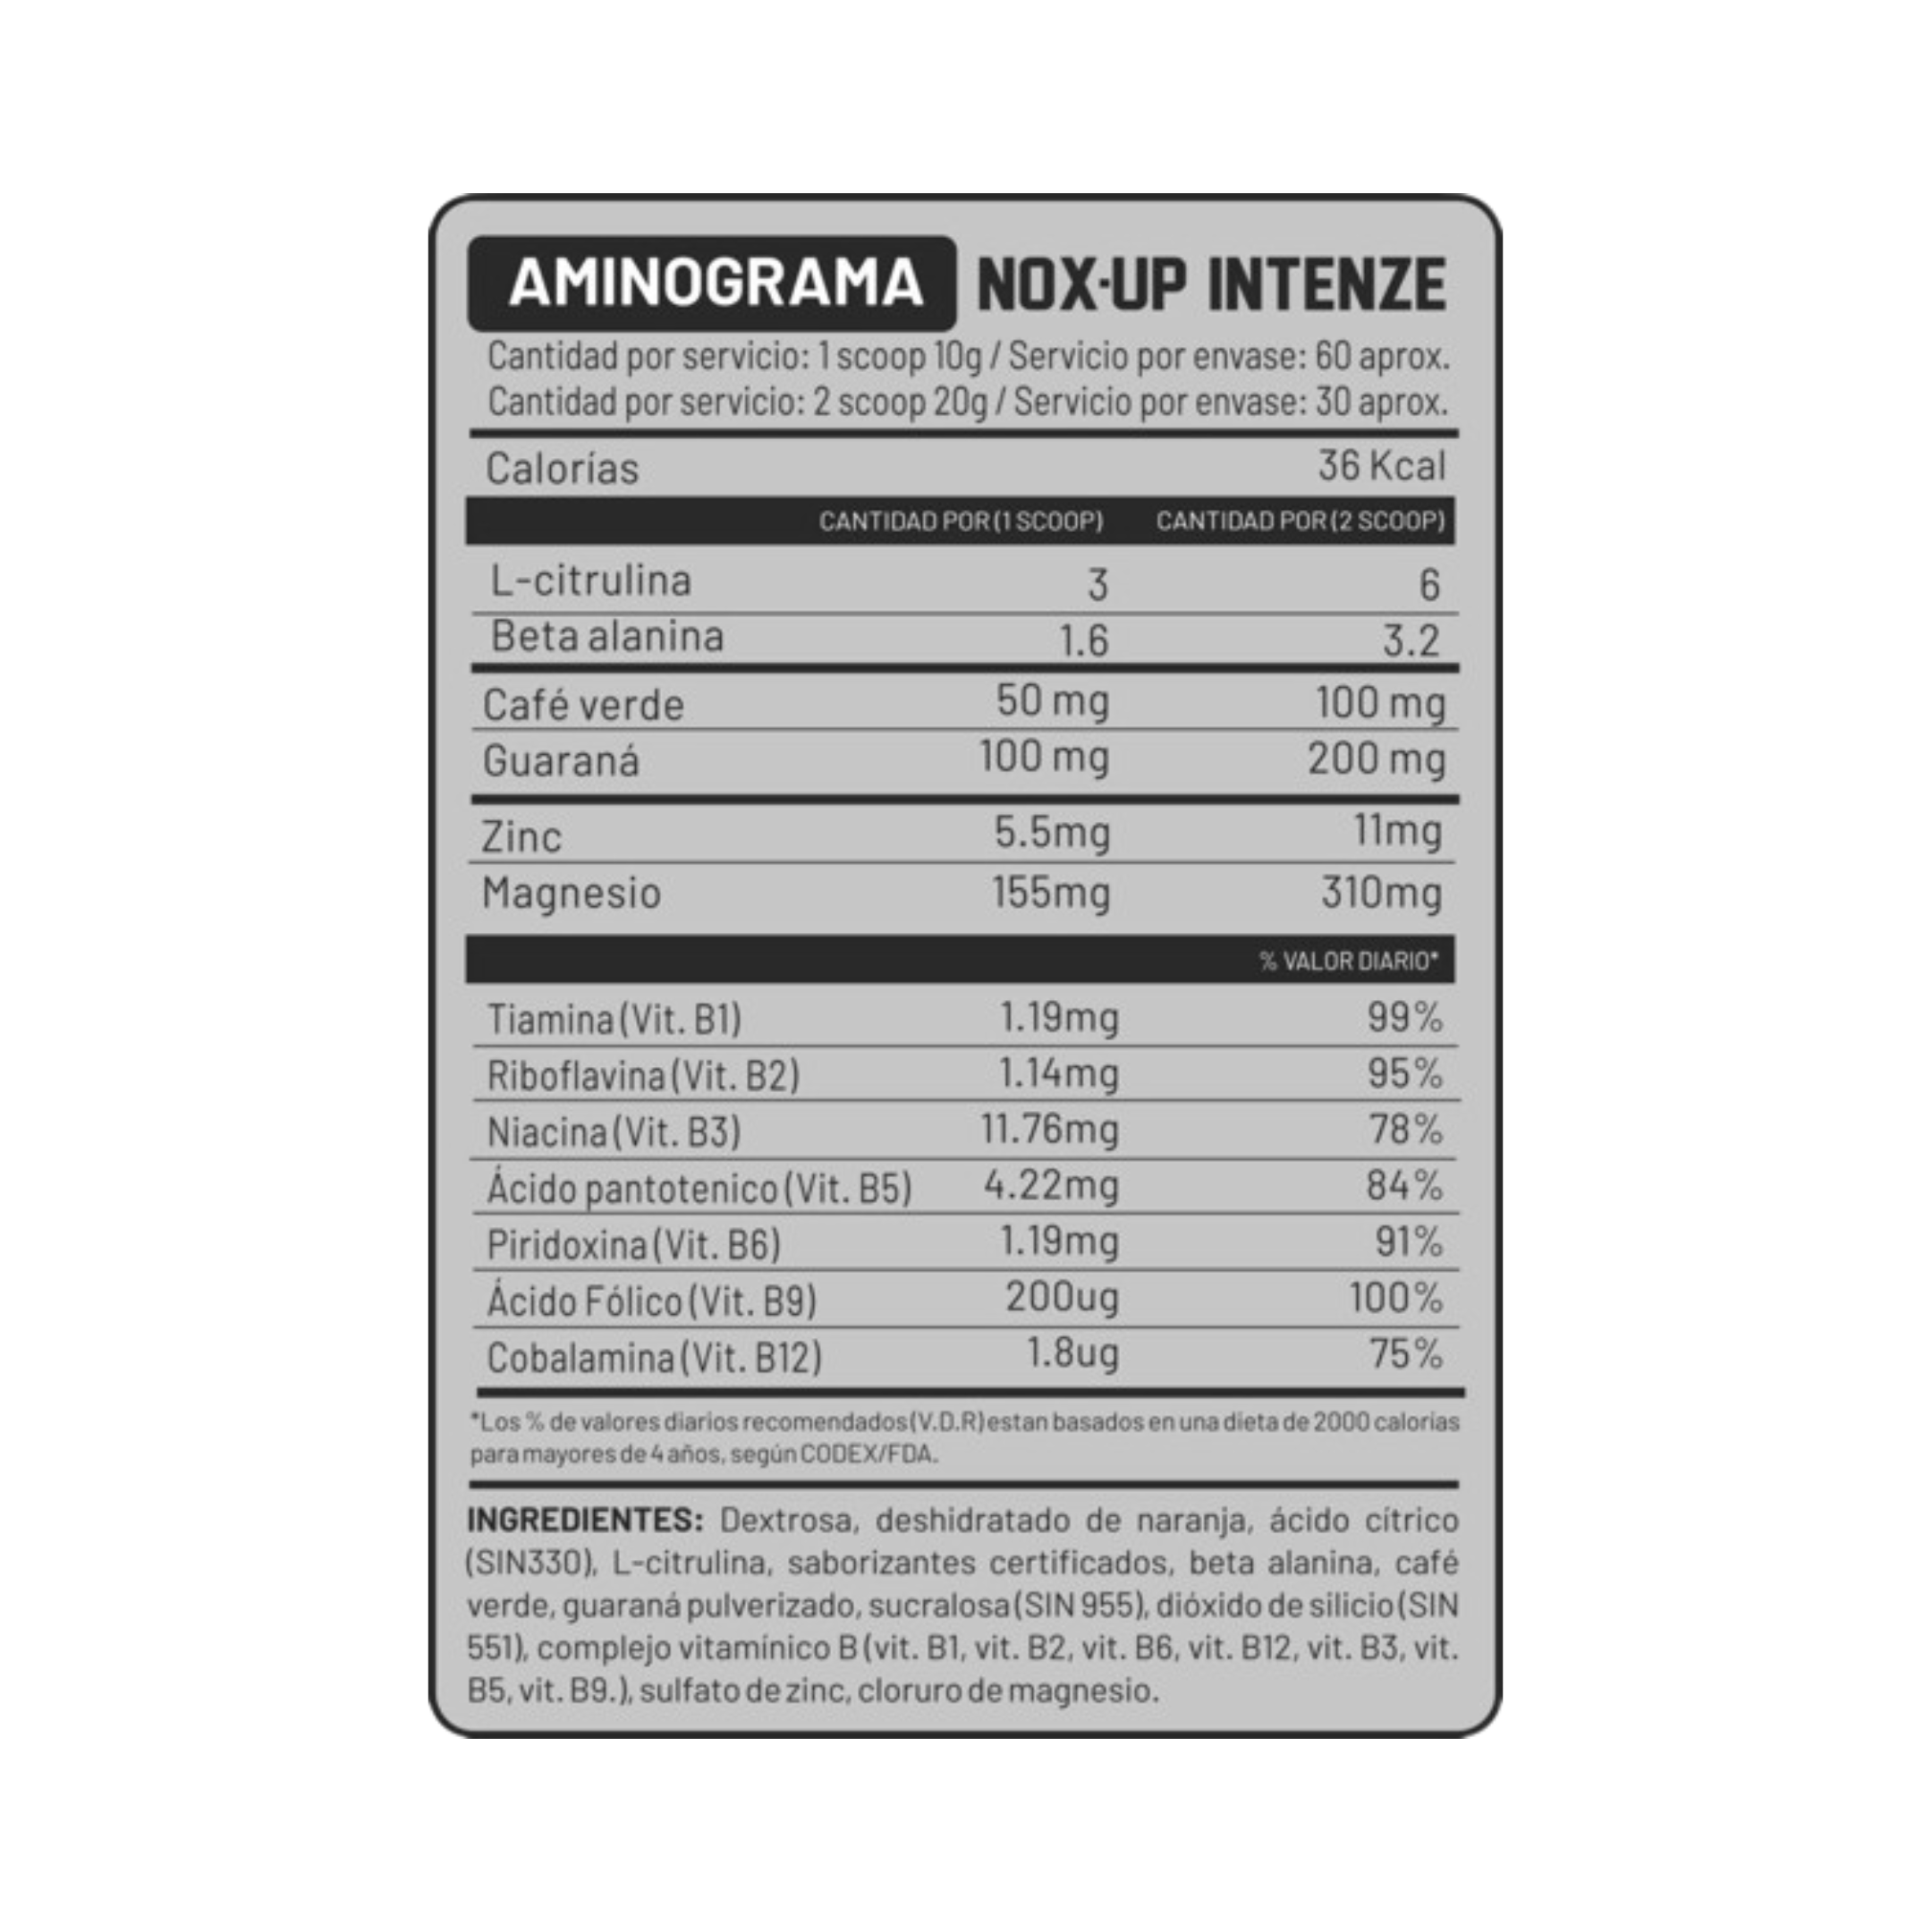 AMINOGRAMA NOX-UP INTENZE
Cantidad por servicio: 1 scoop 10g / Servicio por envase: 60 aprox.
Cantidad por servicio: 2 scoop 20g / Servicio por envase: 30 aprox.
Calorías 36 Kcal
CANTIDAD POR (1 SCOOP) CANTIDAD POR (2 SCOOP)
L-citrulina 3 6
Beta alanina 1.6 3.2
Café verde 50 mg 100 mg
Guaraná 100 mg 200 mg
Zinc 5.5mg 11mg
Magnesio 155mg 310mg
% VALOR DIARIO*
Tiamina (Vit. B1) 1.19mg 99%
Riboflavina (Vit. B2) 1.14mg 95%
Niacina (Vit. B3) 11.76mg 78%
Ácido pantotenico (Vit. B5) 4.22mg 84%
Piridoxina (Vit. B6) 1.19mg 91%
Ácido Fólico (Vit. B9) 200ug 100%
Cobalamina (Vit. B12) 1.8ug 75%
*Los % de valores diarios recomendados (V.D.R) estan basados en una dieta de 2000 calorias
para mayores de 4 años, según CODEX/FDA.
INGREDIENTES: Dextrosa, deshidratado de naranja, ácido cítrico
(SIN330), L-citrulina, saborizantes certificados, beta alanina, café
verde, guaraná pulverizado, sucralosa (SIN 955), dióxido de silicio (SIN
551), complejo vitamínico B (vit. B1, vit. B2, vit. B6, vit. B12, vit. B3, vit.
B5, vit. B9.), sulfato de zinc, cloruro de magnesio.